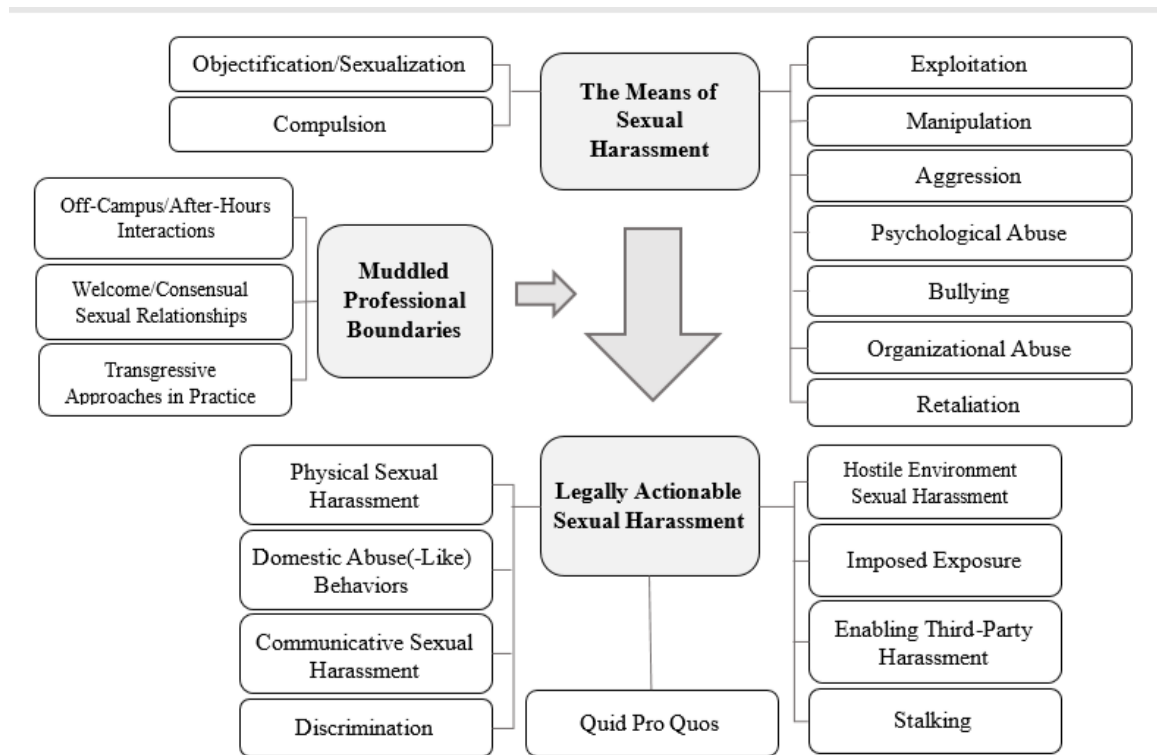 Objectification/Sexualization
Compulsion
The Means of
Sexual
Harassment
Exploitation
Manipulation
Aggression
Psychological Abuse
Bullying
Organizational Abuse
Retaliation
Off-Campus/After-Hours
Interactions
Welcome/Consensual
Sexual Relationships
Transgressive
Approaches in Practice
Muddled
Professional
Boundaries
Physical Sexual
Harassment
Domestic Abuse(-Like)
Behaviors
Communicative Sexual
Harassment
Discrimination
Legally Actionable
Sexual Harassment
Quid Pro Quos
Hostile Environment
Sexual Harassment
Imposed Exposure
Enabling Third-Party
Harassment
Stalking